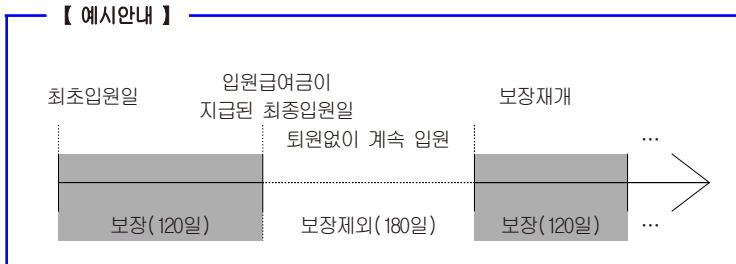 【 예시안내 】
최초입원일
입원급여금이
지급된 최종입원일
보장재개
퇴원없이 계속 입원
…
보장(120일)
보장제외(180일)
보장(120일)
…